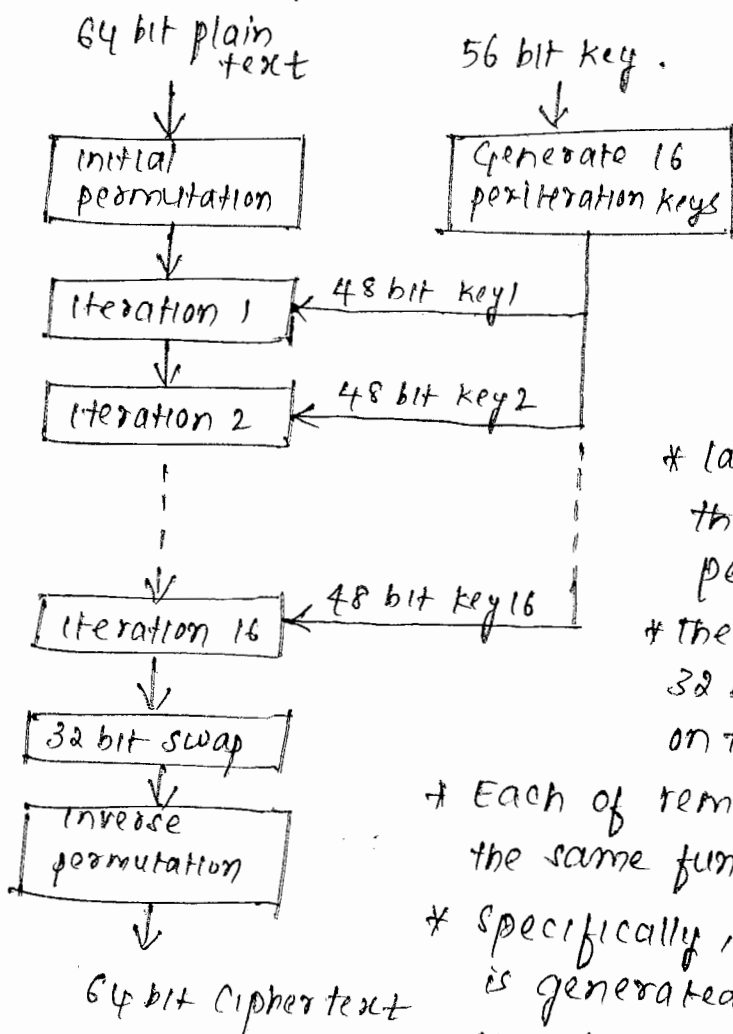 64 bit plain
text
56 bit key.
initial
permutation
Generate 16
per iteration keys
iteration 1
48 bit key1
iteration 2
48 bit key2
iteration 16
48 bit key16
32 bit swap
inverse
permutation
64 bit ciphertext
* la
th
pe
* The
32
on t
* Each of rem
the same fun
* specifically,
is generated